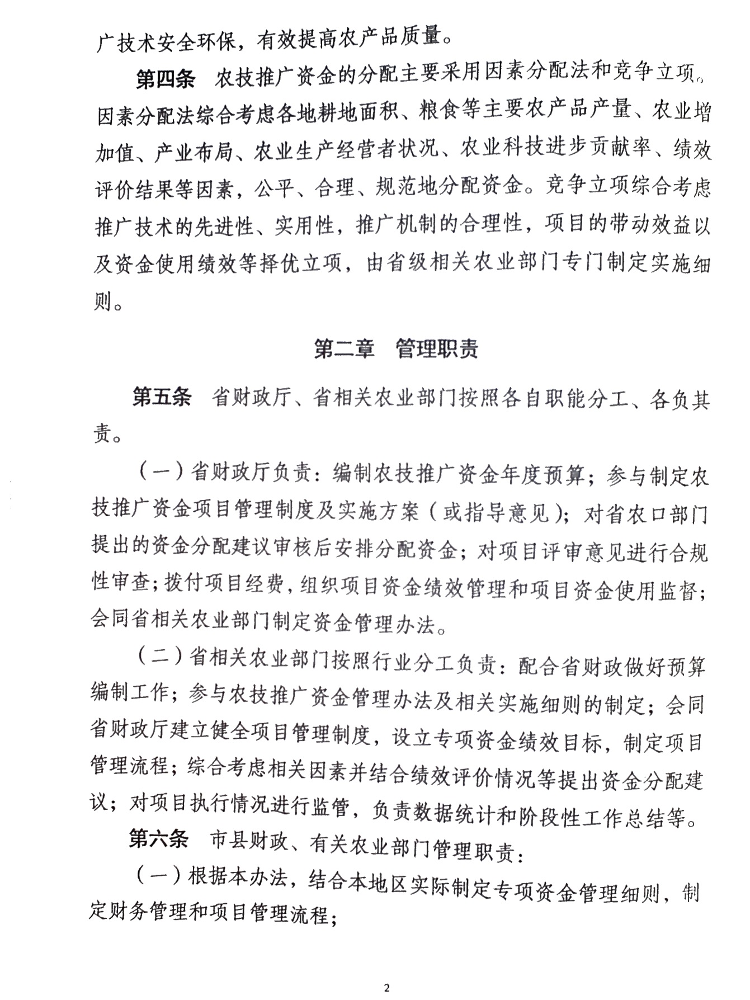 广技术安全环保，有效提高农产品质量。
第四条　农技推广资金的分配主要采用因素分配法和竞争立项。
因素分配法综合考虑各地耕地面积、粮食等主要农产品产量、农业增
加值、产业布局、农业生产经营者状况、农业科技进步贡献率、绩效
评价结果等因素，公平、合理、规范地分配资金。竞争立项综合考虑
推广技术的先进性、实用性，推广机制的合理性，项目的带动效益以
及资金使用绩效等择优立项，由省级相关农业部门专门制定实施细
则。
第二章　管理职责
第五条　省财政厅、省相关农业部门按照各自职能分工、各负其
责。
（一）省财政厅负责：编制农技推广资金年度预算；参与制定农
技推广资金项目管理制度及实施方案（或指导意见）；对省农口部门
提出的资金分配建议审核后安排分配资金；对项目评审意见进行合规
性审查；拨付项目经费，组织项目资金绩效管理和项目资金使用监督；
会同省相关农业部门制定资金管理办法。
（二）省相关农业部门按照行业分工负责：配合省财政做好预算
编制工作；参与农技推广资金管理办法及相关实施细则的制定；会同
省财政厅建立健全项目管理制度，设立专项资金绩效目标，制定项目
管理流程；综合考虑相关因素并结合绩效评价情况等提出资金分配建
议；对项目执行情况进行监管，负责数据统计和阶段性工作总结等。
第六条　市县财政、有关农业部门管理职责：
（一）根据本办法，结合本地区实际制定专项资金管理细则，制
定财务管理和项目管理流程；
2